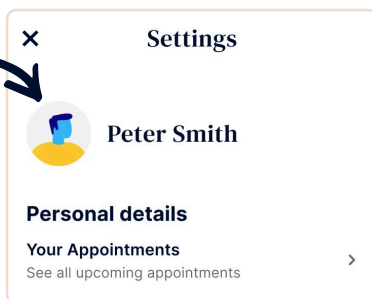 Settings
Peter Smith
Personal details
Your Appointments
See all upcoming appointments